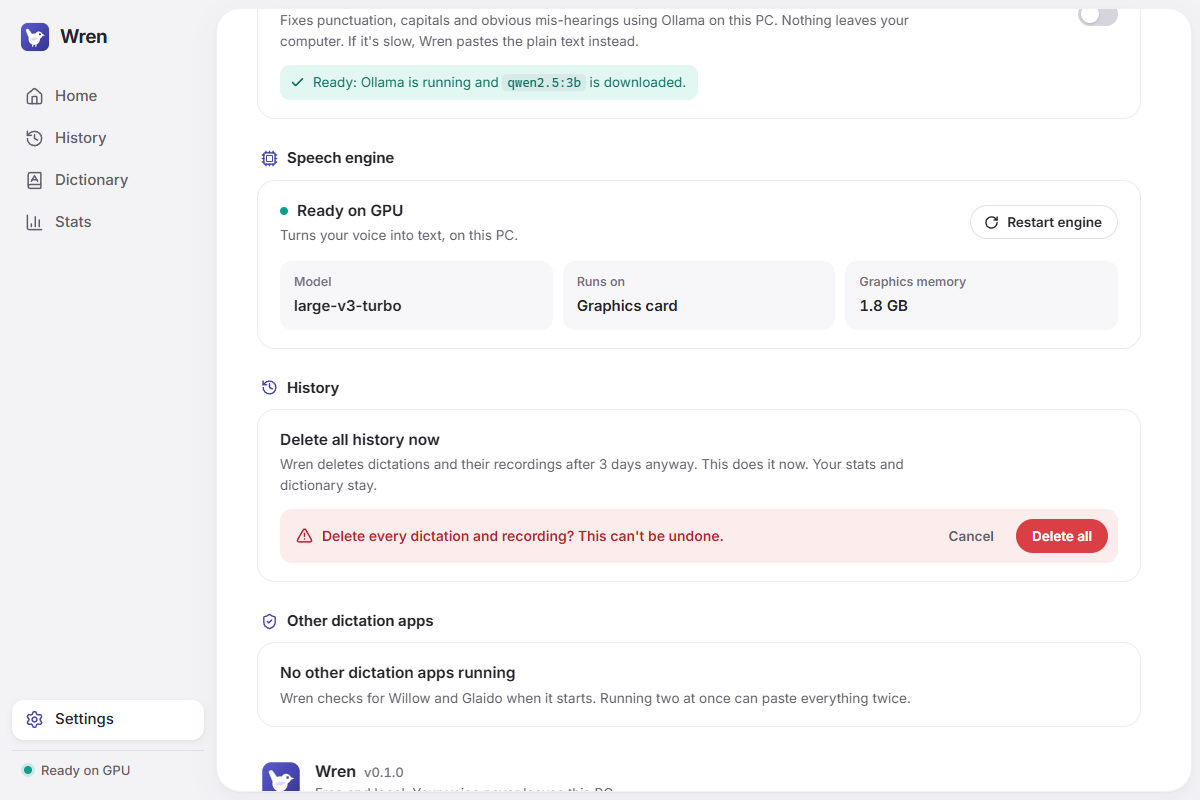 Wren
Home
History
Dictionary
Stats
Settings
Ready on GPU
Fixes punctuation, capitals and obvious mis-hearings using Ollama on this PC. Nothing leaves your
computer. If it's slow, Wren pastes the plain text instead.
Ready: Ollama is running and qwen2.5:3b is downloaded.
Speech engine
Ready on GPU
Turns your voice into text, on this PC.
Restart engine
Model
large-v3-turbo
Runs on
Graphics card
Graphics memory
1.8 GB
History
Delete all history now
Wren deletes dictations and their recordings after 3 days anyway. This does it now. Your stats and
dictionary stay.
Delete every dictation and recording? This can't be undone.
Cancel
Delete all
Other dictation apps
No other dictation apps running
Wren checks for Willow and Glaido when it starts. Running two at once can paste everything twice.
Wren v0.1.0